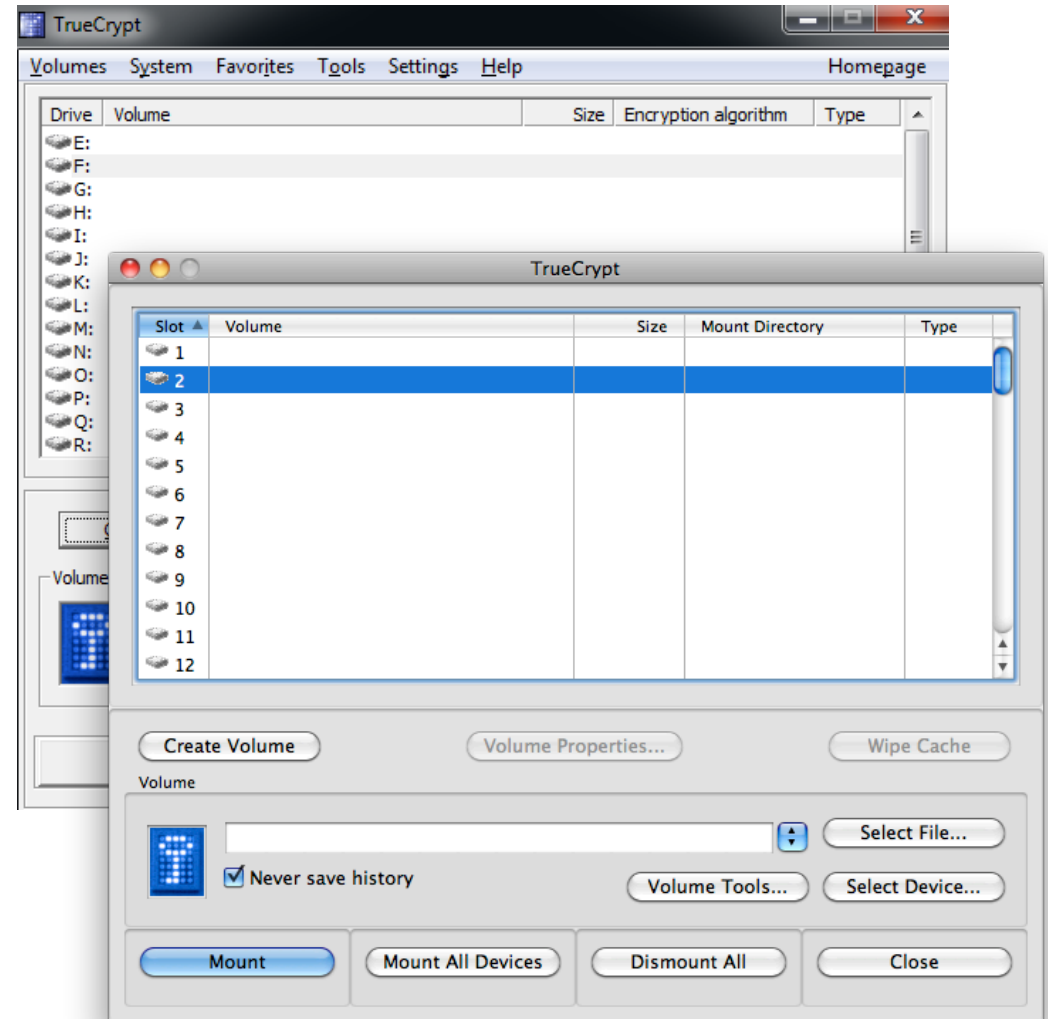 TrueCrypt
Volumes System Favorites Tools Settings Help Homepage
Drive Volume Size Encryption algorithm Type
E:
F:
G:
H:
I:
J:
K:
L:
M:
N:
O:
P:
Q:
R:
Volume
TrueCrypt
Slot Volume Size Mount Directory Type
1
2
3
4
5
6
7
8
9
10
11
12
Create Volume Volume Properties... Wipe Cache
Volume
Select File...
Never save history
Volume Tools... Select Device...
Mount Mount All Devices Dismount All Close